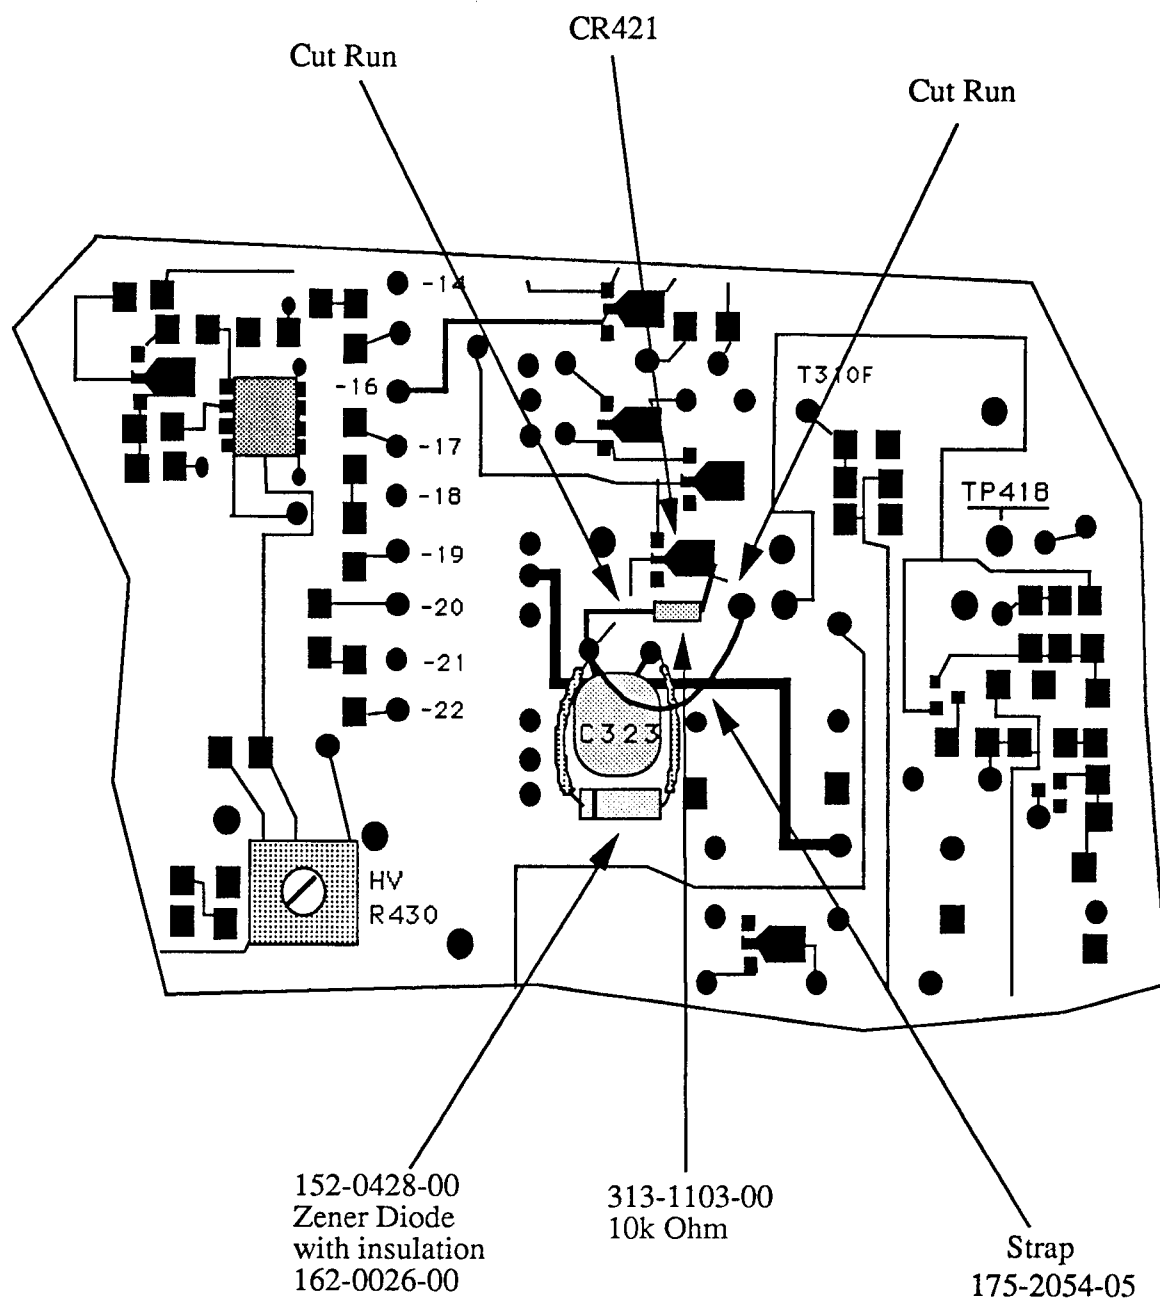 CR421
Cut Run
Cut Run
-14
T310F
-16
-17
TP418
-18
-19
-20
-21
-22
C323
HV
R430
152-0428-00
Zener Diode
with insulation
162-0026-00
313-1103-00
10k Ohm
Strap
175-2054-05